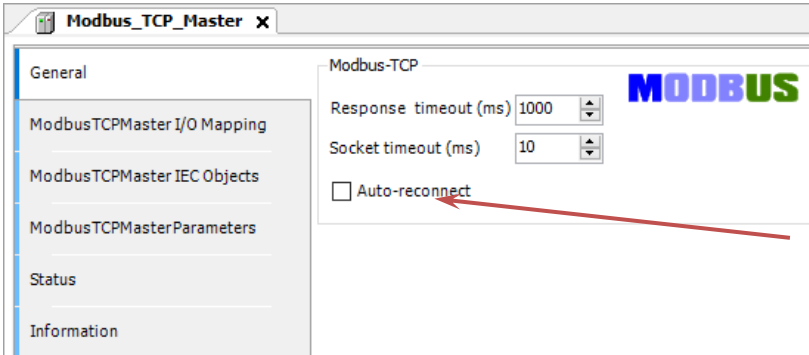 Modbus_TCP_Master x
General
ModbusTCPMaster I/O Mapping
ModbusTCPMaster IEC Objects
ModbusTCPMasterParameters
Status
Information
Modbus-TCP
MODBUS
Response timeout (ms) 1000
Socket timeout (ms) 10
Auto-reconnect